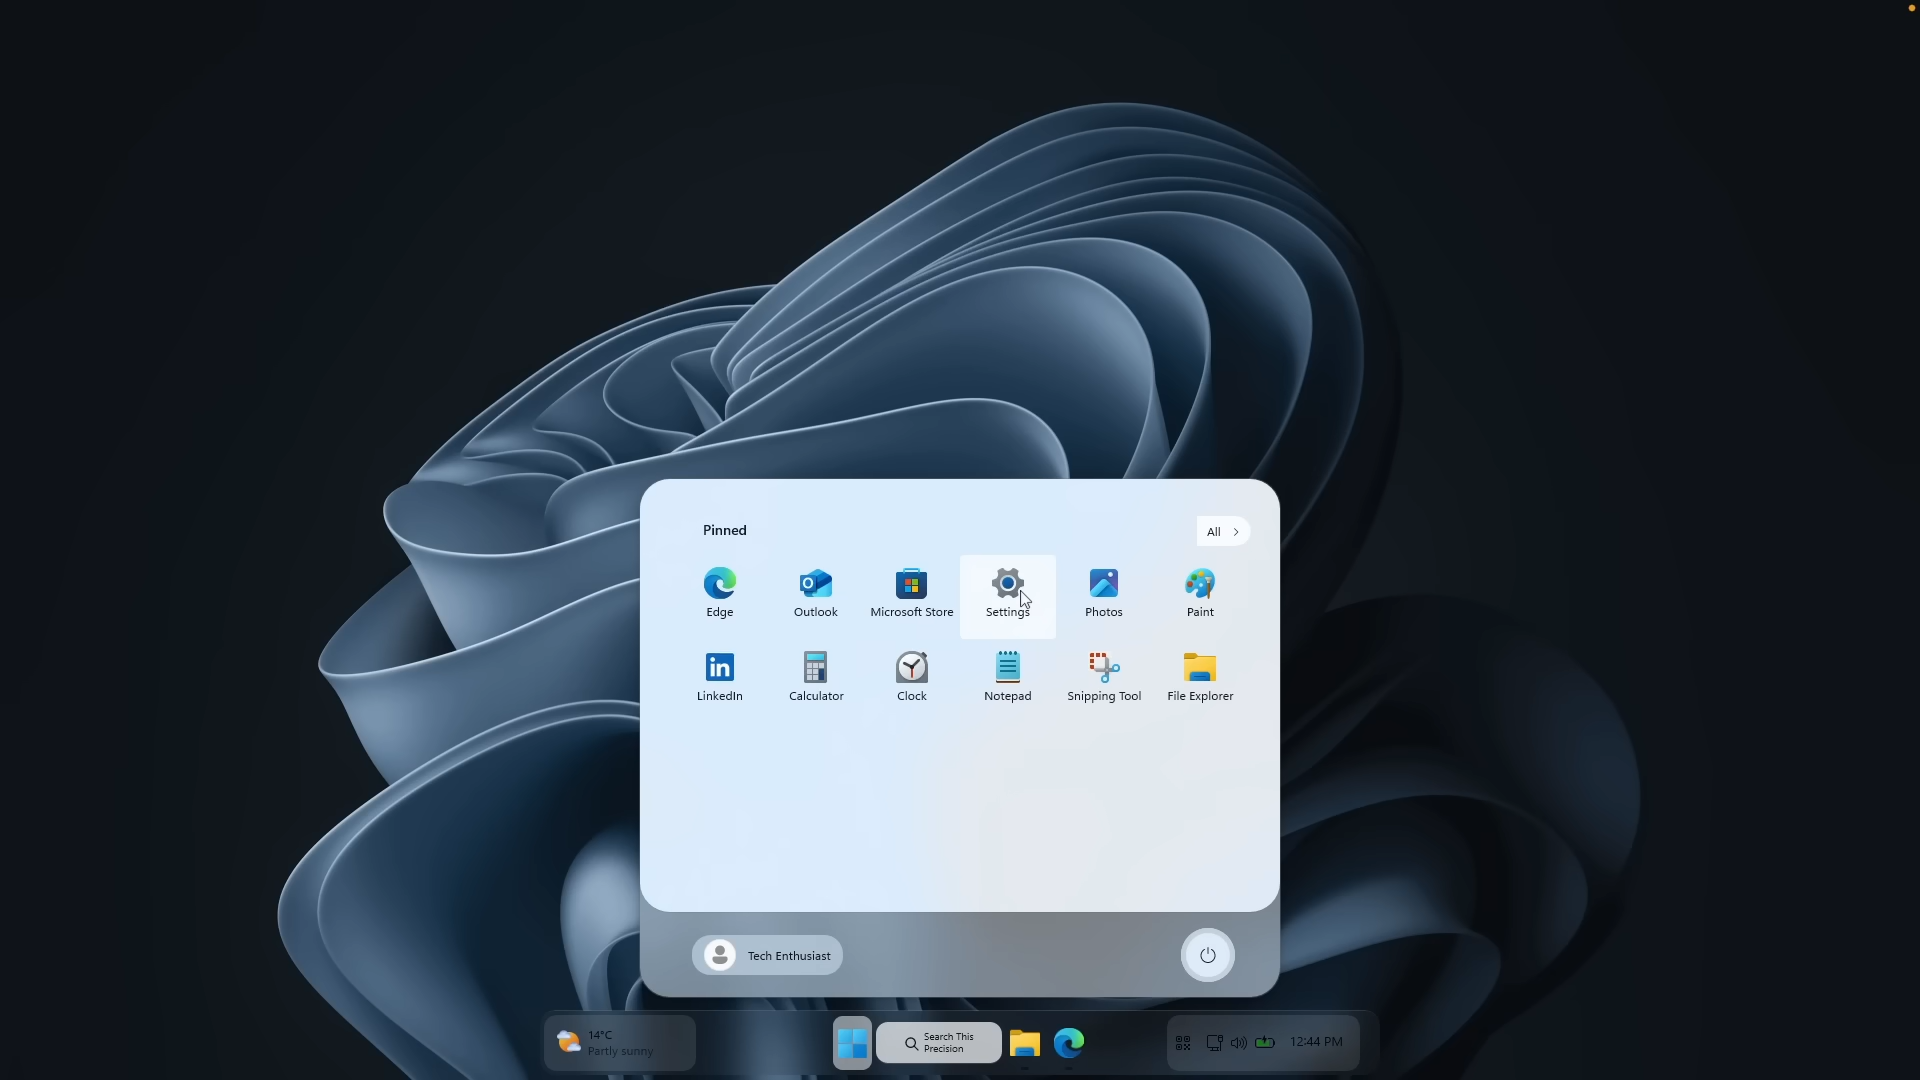 Pinned
All
Edge
Outlook
Microsoft Store
Settings
Photos
Paint
LinkedIn
Calculator
Clock
Notepad
Snipping Tool
File Explorer
Tech Enthusiast
14°C
Partly sunny
Search This
Precision
12:44 PM